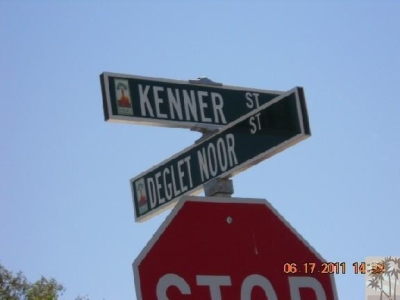 KENNER ST
DEGLET NOOR ST
STOP
06.17.2011